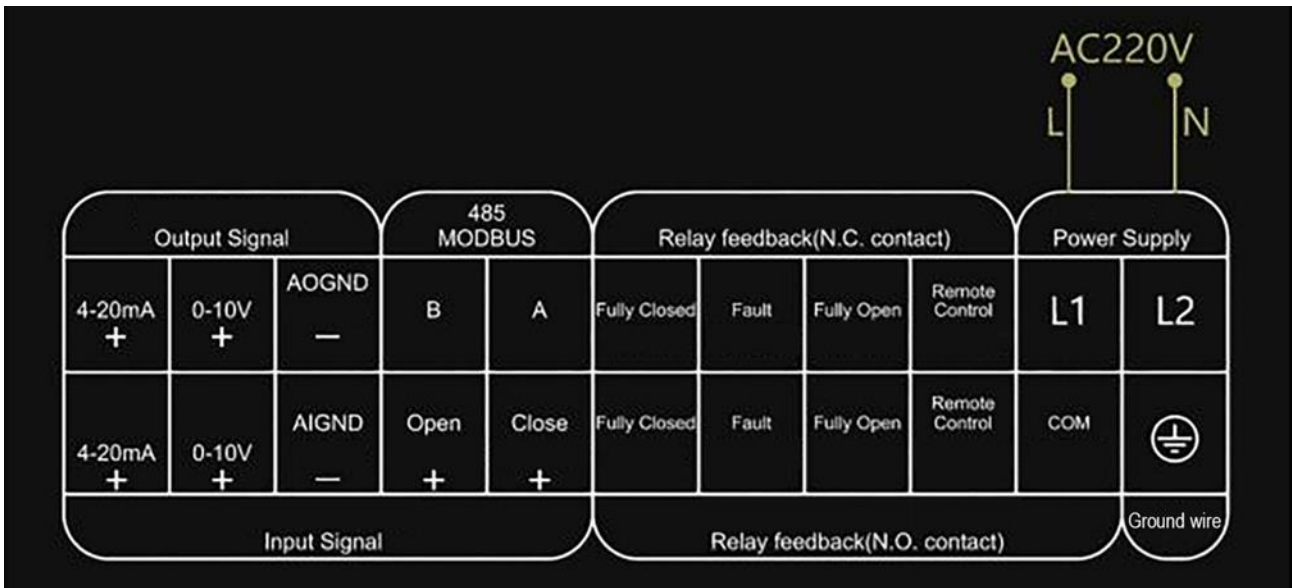 AC220V
L N
Output Signal
485
MODBUS
Relay feedback(N.C. contact)
Power Supply
4-20mA
+
0-10V
+
AOGND
—
B
A
Fully Closed
Fault
Fully Open
Remote
Control
L1
L2
4-20mA
+
0-10V
+
AIGND
—
Open
+
Close
+
Fully Closed
Fault
Fully Open
Remote
Control
COM
Input Signal
Relay feedback(N.O. contact)
Ground wire